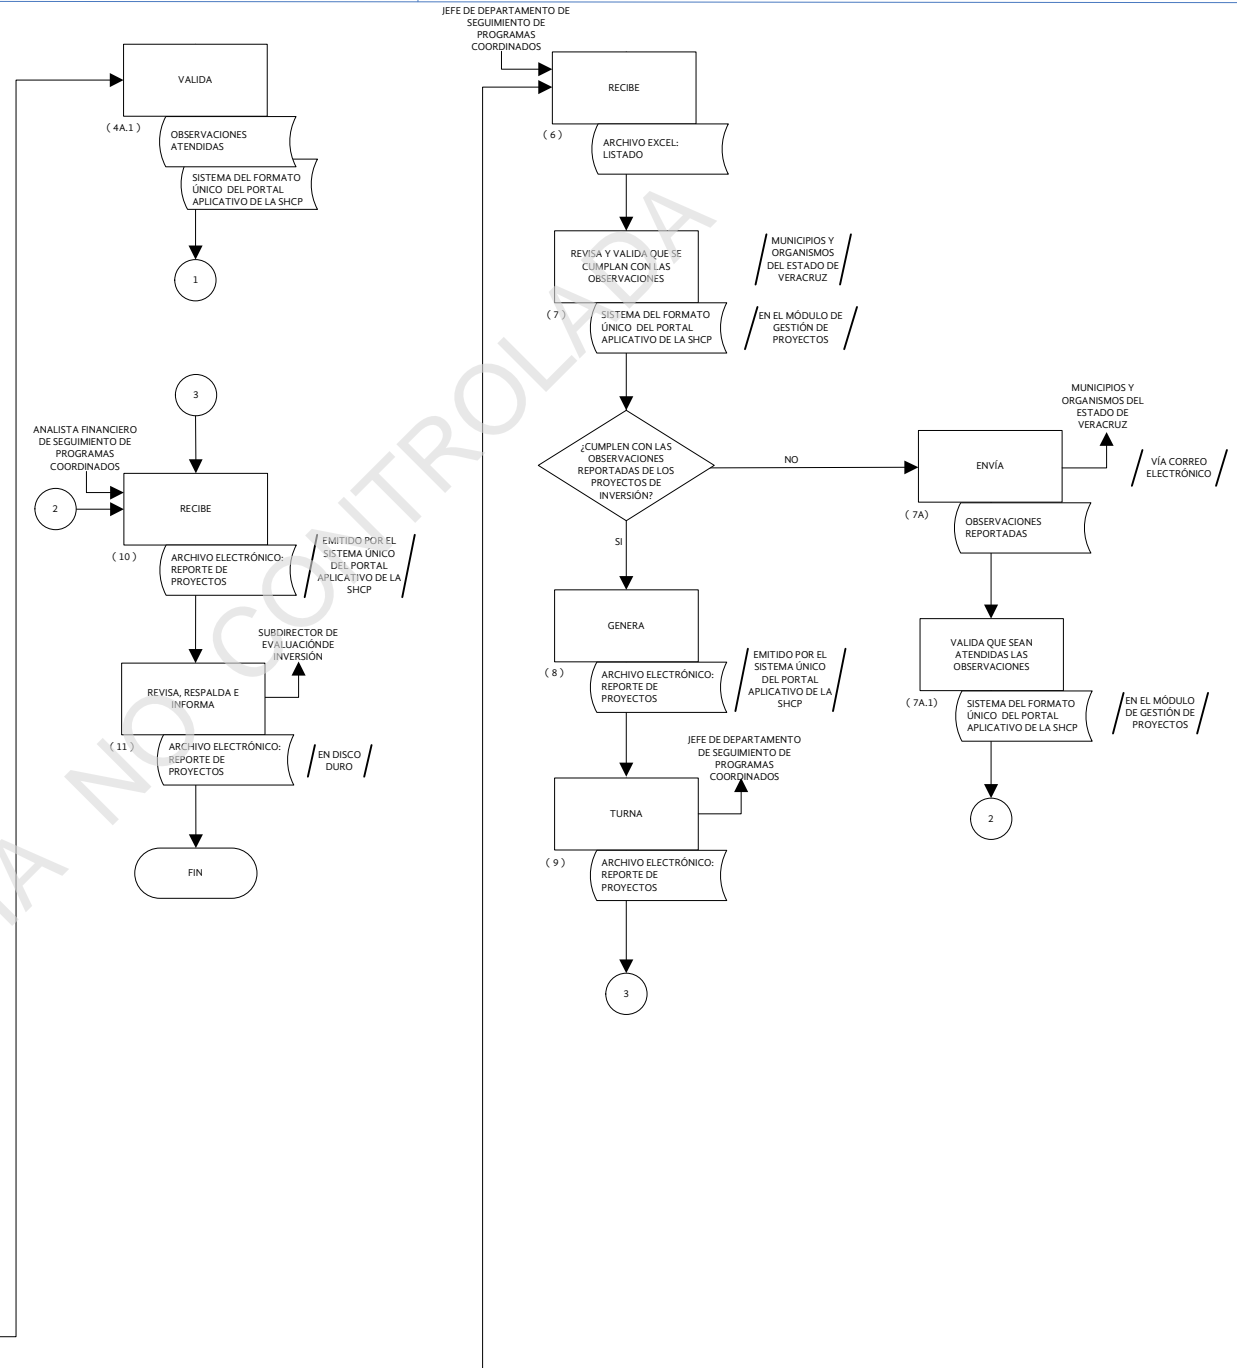 VALIDA
( 4A.1 )
OBSERVACIONES
ATENDIDAS
SISTEMA DEL FORMATO
ÚNICO DEL PORTAL
APLICATIVO DE LA SHCP
1
3
ANALISTA FINANCIERO
DE SEGUIMIENTO DE
PROGRAMAS
COORDINADOS
2
RECIBE
( 10 )
ARCHIVO ELECTRÓNICO:
REPORTE DE
PROYECTOS
EMITIDO POR EL
SISTEMA ÚNICO
DEL PORTAL
APLICATIVO DE LA
SHCP
SUBDIRECTOR DE
EVALUACIÓNDE
INVERSIÓN
REVISA, RESPALDA E
INFORMA
( 11 )
ARCHIVO ELECTRÓNICO:
REPORTE DE
PROYECTOS
EN DISCO
DURO
FIN
JEFE DE DEPARTAMENTO DE
SEGUIMIENTO DE
PROGRAMAS
COORDINADOS
RECIBE
( 6 )
ARCHIVO EXCEL:
LISTADO
REVISA Y VALIDA QUE SE
CUMPLAN CON LAS
OBSERVACIONES
MUNICIPIOS Y
ORGANISMOS
DEL ESTADO DE
VERACRUZ
( 7 )
SISTEMA DEL FORMATO
ÚNICO DEL PORTAL
APLICATIVO DE LA SHCP
EN EL MÓDULO DE
GESTIÓN DE
PROYECTOS
¿CUMPLEN CON LAS
OBSERVACIONES
REPORTADAS DE LOS
PROYECTOS DE
INVERSIÓN?
NO
SI
GENERA
( 8 )
ARCHIVO ELECTRÓNICO:
REPORTE DE
PROYECTOS
EMITIDO POR EL
SISTEMA ÚNICO
DEL PORTAL
APLICATIVO DE LA
SHCP
JEFE DE DEPARTAMENTO
DE SEGUIMIENTO DE
PROGRAMAS
COORDINADOS
TURNA
( 9 )
ARCHIVO ELECTRÓNICO:
REPORTE DE
PROYECTOS
3
MUNICIPIOS Y
ORGANISMOS DEL
ESTADO DE
VERACRUZ
ENVÍA
VÍA CORREO
ELECTRÓNICO
( 7A)
OBSERVACIONES
REPORTADAS
VALIDA QUE SEAN
ATENDIDAS LAS
OBSERVACIONES
( 7A.1)
SISTEMA DEL FORMATO
ÚNICO DEL PORTAL
APLICATIVO DE LA SHCP
EN EL MÓDULO
DE GESTIÓN DE
PROYECTOS
2
NO CONTROLADA